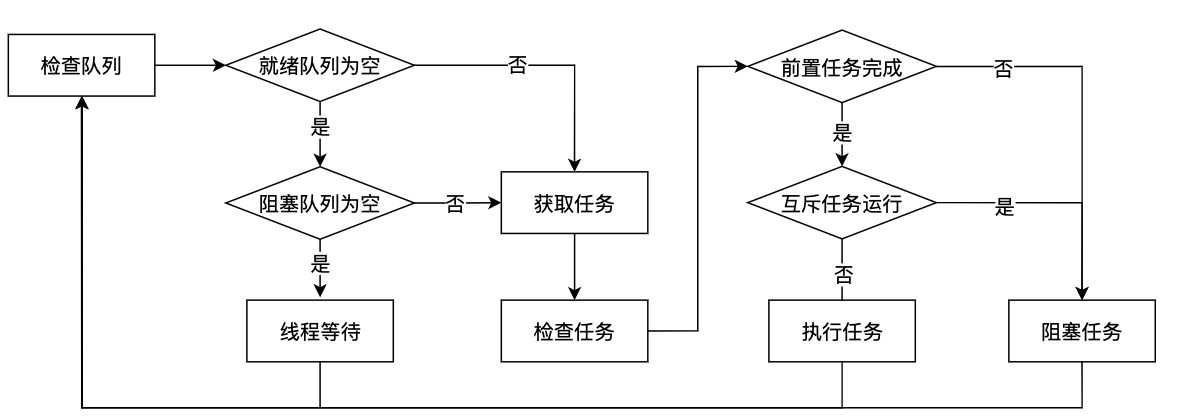 检查队列
就绪队列为空
否
是
阻塞队列为空
否
是
线程等待
获取任务
检查任务
前置任务完成
否
是
互斥任务运行
是
否
执行任务
阻塞任务